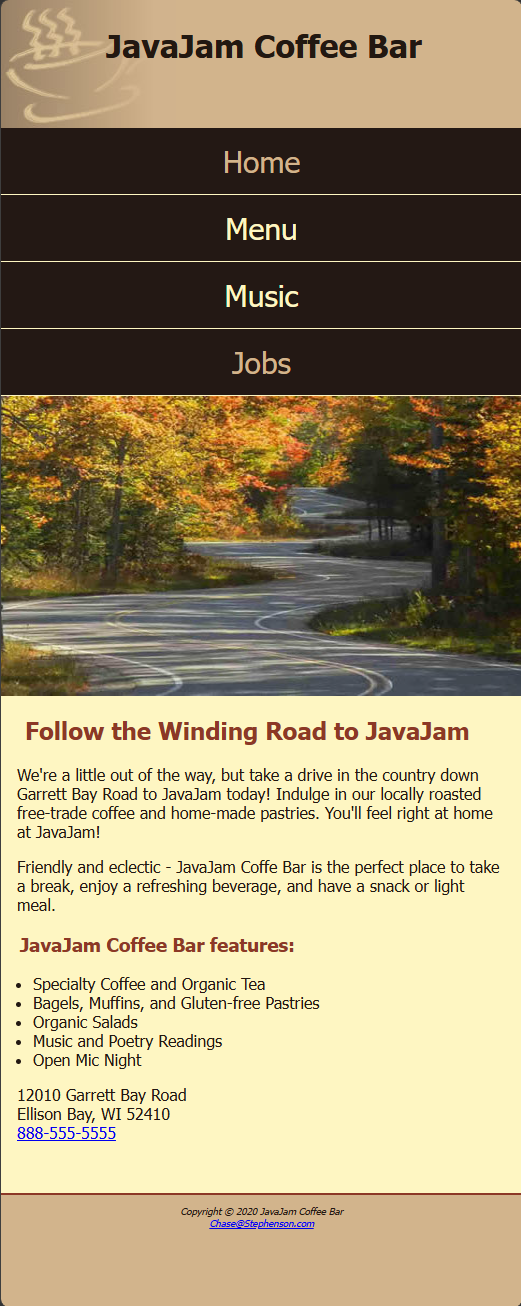 JavaJam Coffee Bar
Home
Menu
Music
Jobs
Follow the Winding Road to JavaJam
We're a little out of the way, but take a drive in the country down
Garrett Bay Road to JavaJam today! Indulge in our locally roasted
free-trade coffee and home-made pastries. You'll feel right at home
at JavaJam!
Friendly and eclectic - JavaJam Coffe Bar is the perfect place to take
a break, enjoy a refreshing beverage, and have a snack or light
meal.
JavaJam Coffee Bar features:
• Specialty Coffee and Organic Tea
• Bagels, Muffins, and Gluten-free Pastries
• Organic Salads
• Music and Poetry Readings
• Open Mic Night
12010 Garrett Bay Road
Ellison Bay, WI 52410
888-555-5555
Copyright © 2020 JavaJam Coffee Bar
Chase@Stephenson.com